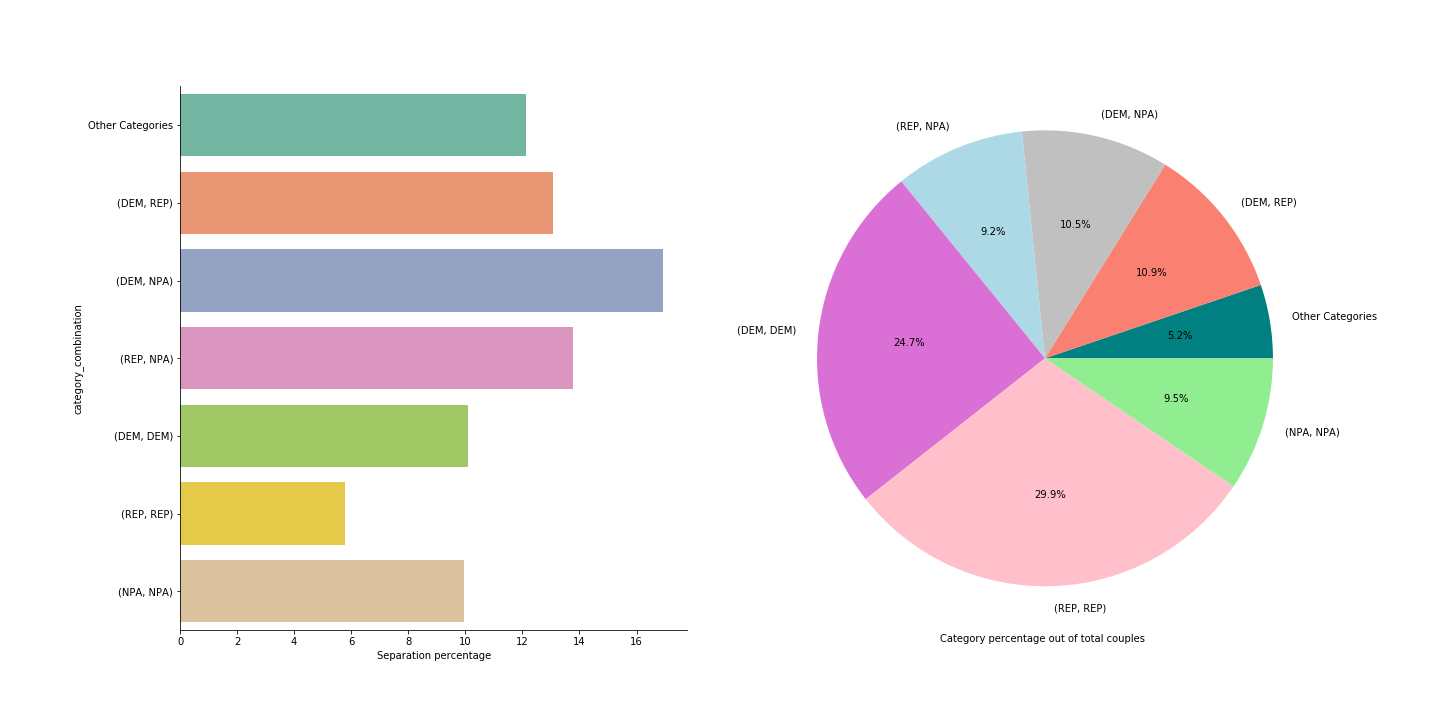 Other Categories
(DEM, REP)
(DEM, NPA)
(REP, NPA)
(DEM, DEM)
(REP, REP)
(NPA, NPA)
category_combination
0 2 4 6 8 10 12 14 16
Separation percentage
(DEM, NPA)
(REP, NPA)
(DEM, REP)
10.5%
9.2%
10.9%
Other Categories
(DEM, DEM)
24.7%
5.2%
9.5%
(NPA, NPA)
29.9%
(REP, REP)
Category percentage out of total couples